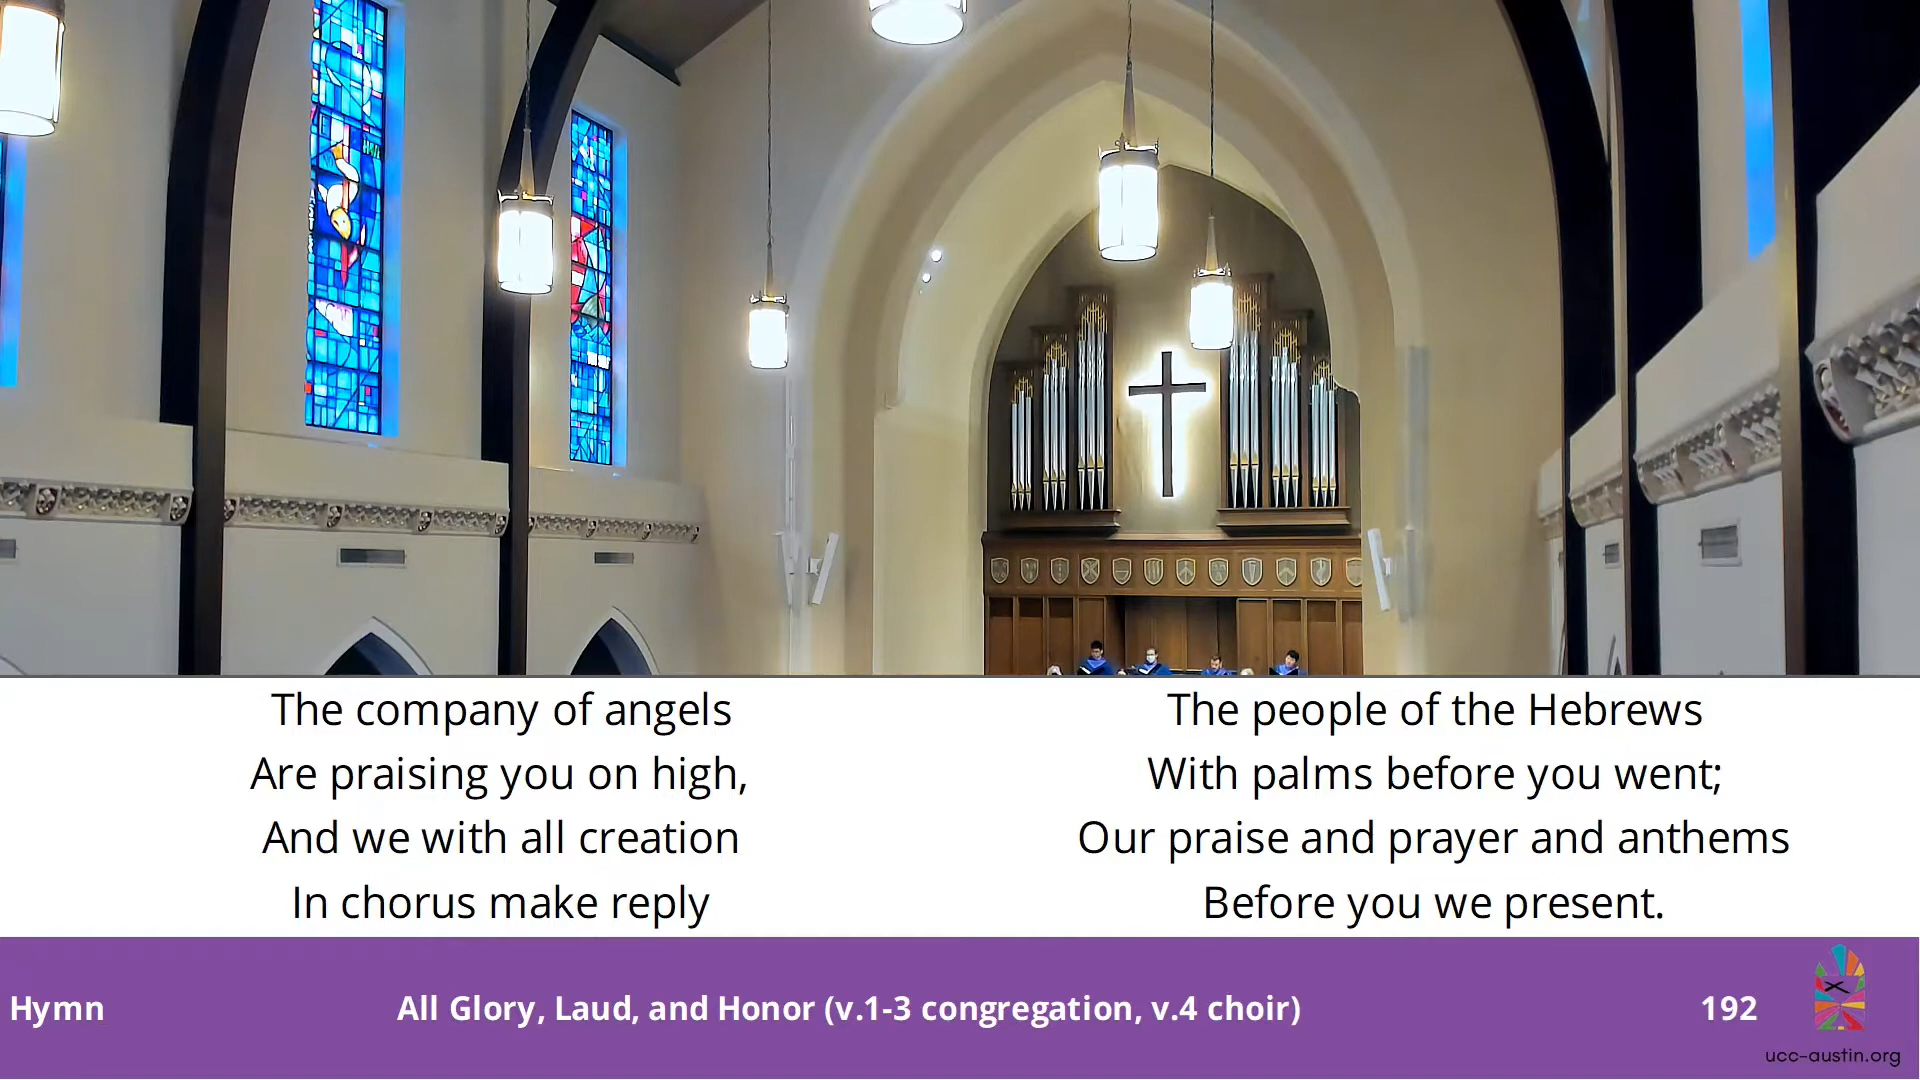 The company of angels
Are praising you on high,
And we with all creation
In chorus make reply
The people of the Hebrews
With palms before you went;
Our praise and prayer and anthems
Before you we present.
Hymn
All Glory, Laud, and Honor (v.1-3 congregation, v.4 choir)
192
ucc-austin.org